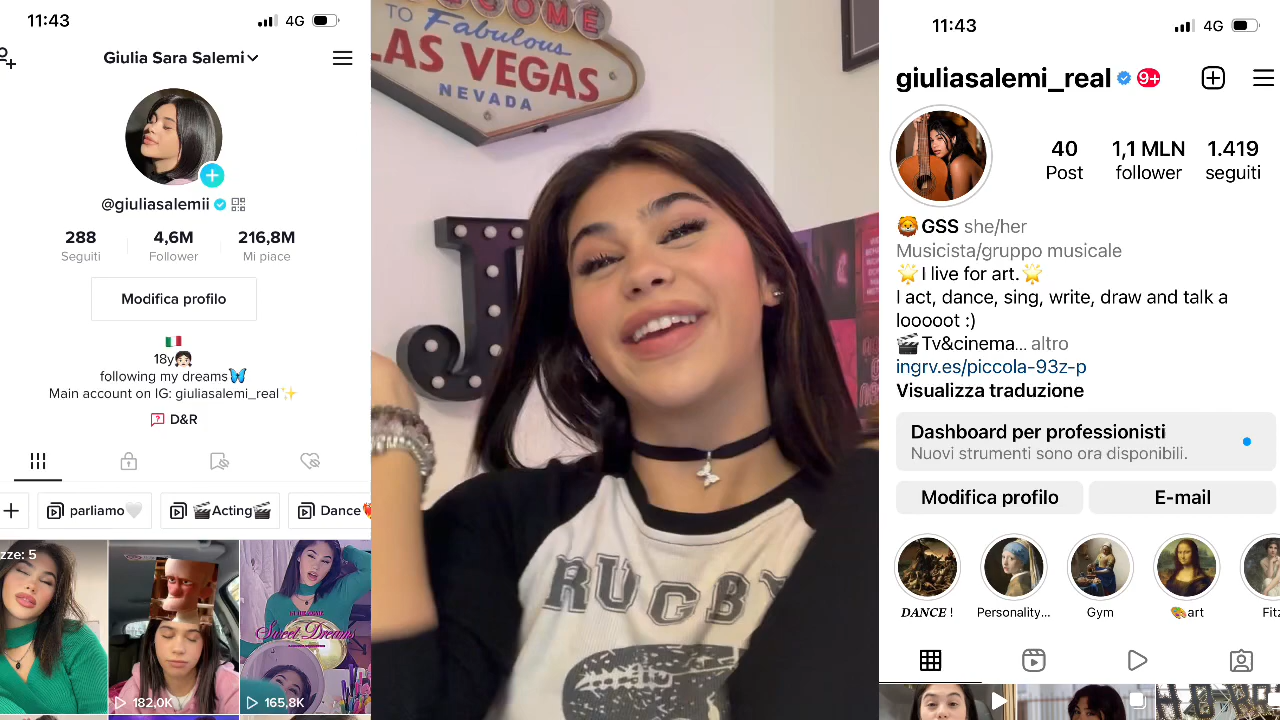 11:43
4G
Giulia Sara Salemi
@giuliasalemii
288
4,6M
216,8M
Seguiti
Follower
Mi piace
Modifica profilo
18y
following my dreams🦋
Main account on IG: giuliasalemi_real✨
D&R
parliamo🤍
🎬Acting🎬
Dance
zze: 5
182,0K
Sweet Dreams
165,8K
WELCOME
TO Fabulous
LAS VEGAS
NEVADA
J
RUGBY
11:43
4G
giuliasalemi_real
9+
40
1,1 MLN
1.419
Post
follower
seguiti
🦁GSS she/her
Musicista/gruppo musicale
🌟I live for art.🌟
I act, dance, sing, write, draw and talk a
looooot :)
🎬Tv&cinema... altro
ingrv.es/piccola-93z-p
Visualizza traduzione
Dashboard per professionisti
Nuovi strumenti sono ora disponibili.
Modifica profilo
E-mail
DANCE !
Personality...
Gym
🎨art
Fitz